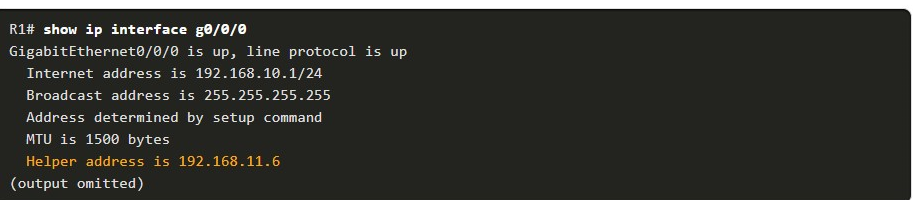 R1# show ip interface g0/0/0
GigabitEthernet0/0/0 is up, line protocol is up
Internet address is 192.168.10.1/24
Broadcast address is 255.255.255.255
Address determined by setup command
MTU is 1500 bytes
Helper address is 192.168.11.6
(output omitted)